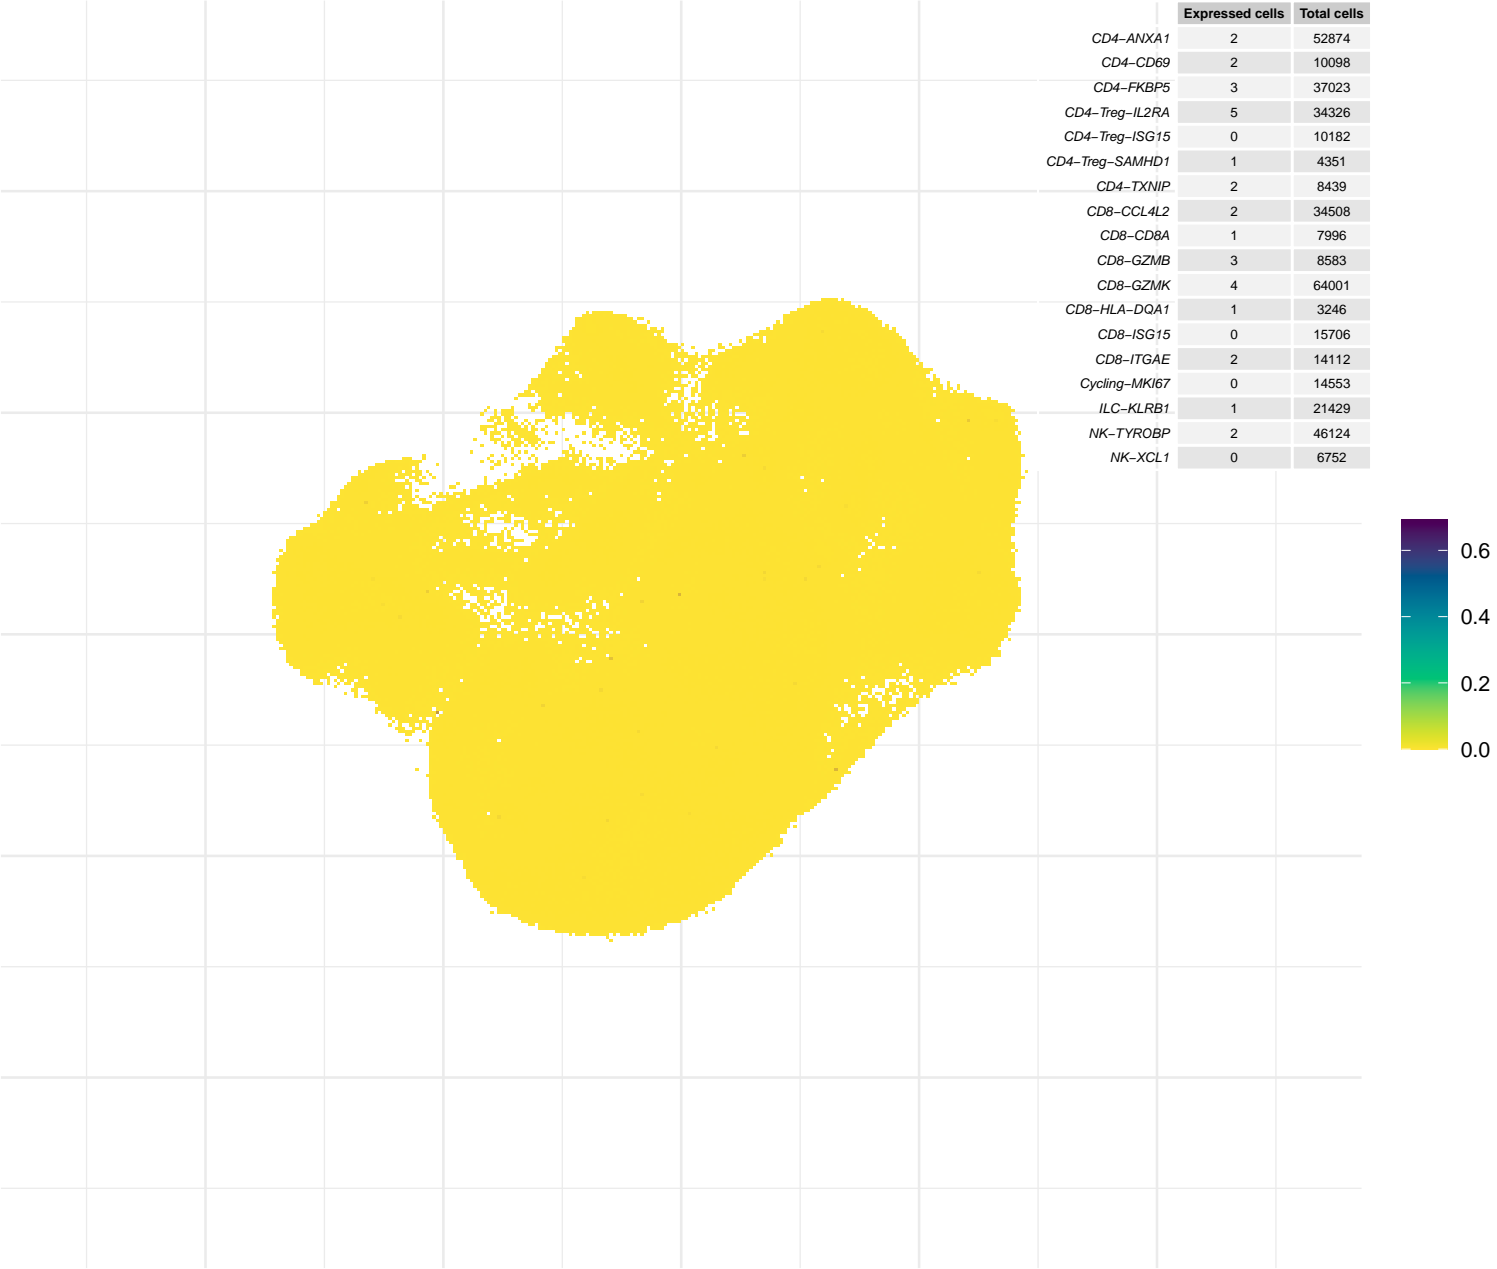 Expressed cells Total cells
CD4−ANXA1 2 52874
CD4−CD69 2 10098
CD4−FKBP5 3 37023
CD4−Treg−IL2RA 5 34326
CD4−Treg−ISG15 0 10182
CD4−Treg−SAMHD1 1 4351
CD4−TXNIP 2 8439
CD8−CCL4L2 2 34508
CD8−CD8A 1 7996
CD8−GZMB 3 8583
CD8−GZMK 4 64001
CD8−HLA−DQA1 1 3246
CD8−ISG15 0 15706
CD8−ITGAE 2 14112
Cycling−MKI67 0 14553
ILC−KLRB1 1 21429
NK−TYROBP 2 46124
NK−XCL1 0 6752
0.6
0.4
0.2
0.0